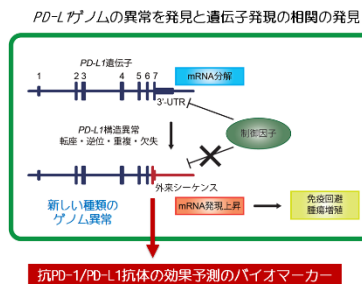 PD-L1ゲノムの異常を発見と遺伝子発現の相関の発見
PD-L1遺伝子
mRNA分解
1 2 3 4 5 6 7
3'-UTR
PD-L1構造異常
転座・逆位・重複・欠失
制御因子
外来シーケンス
新しい種類の
ゲノム異常
mRNA発現上昇
免疫回避
腫瘍増殖
抗PD-1/PD-L1抗体の効果予測のバイオマーカー